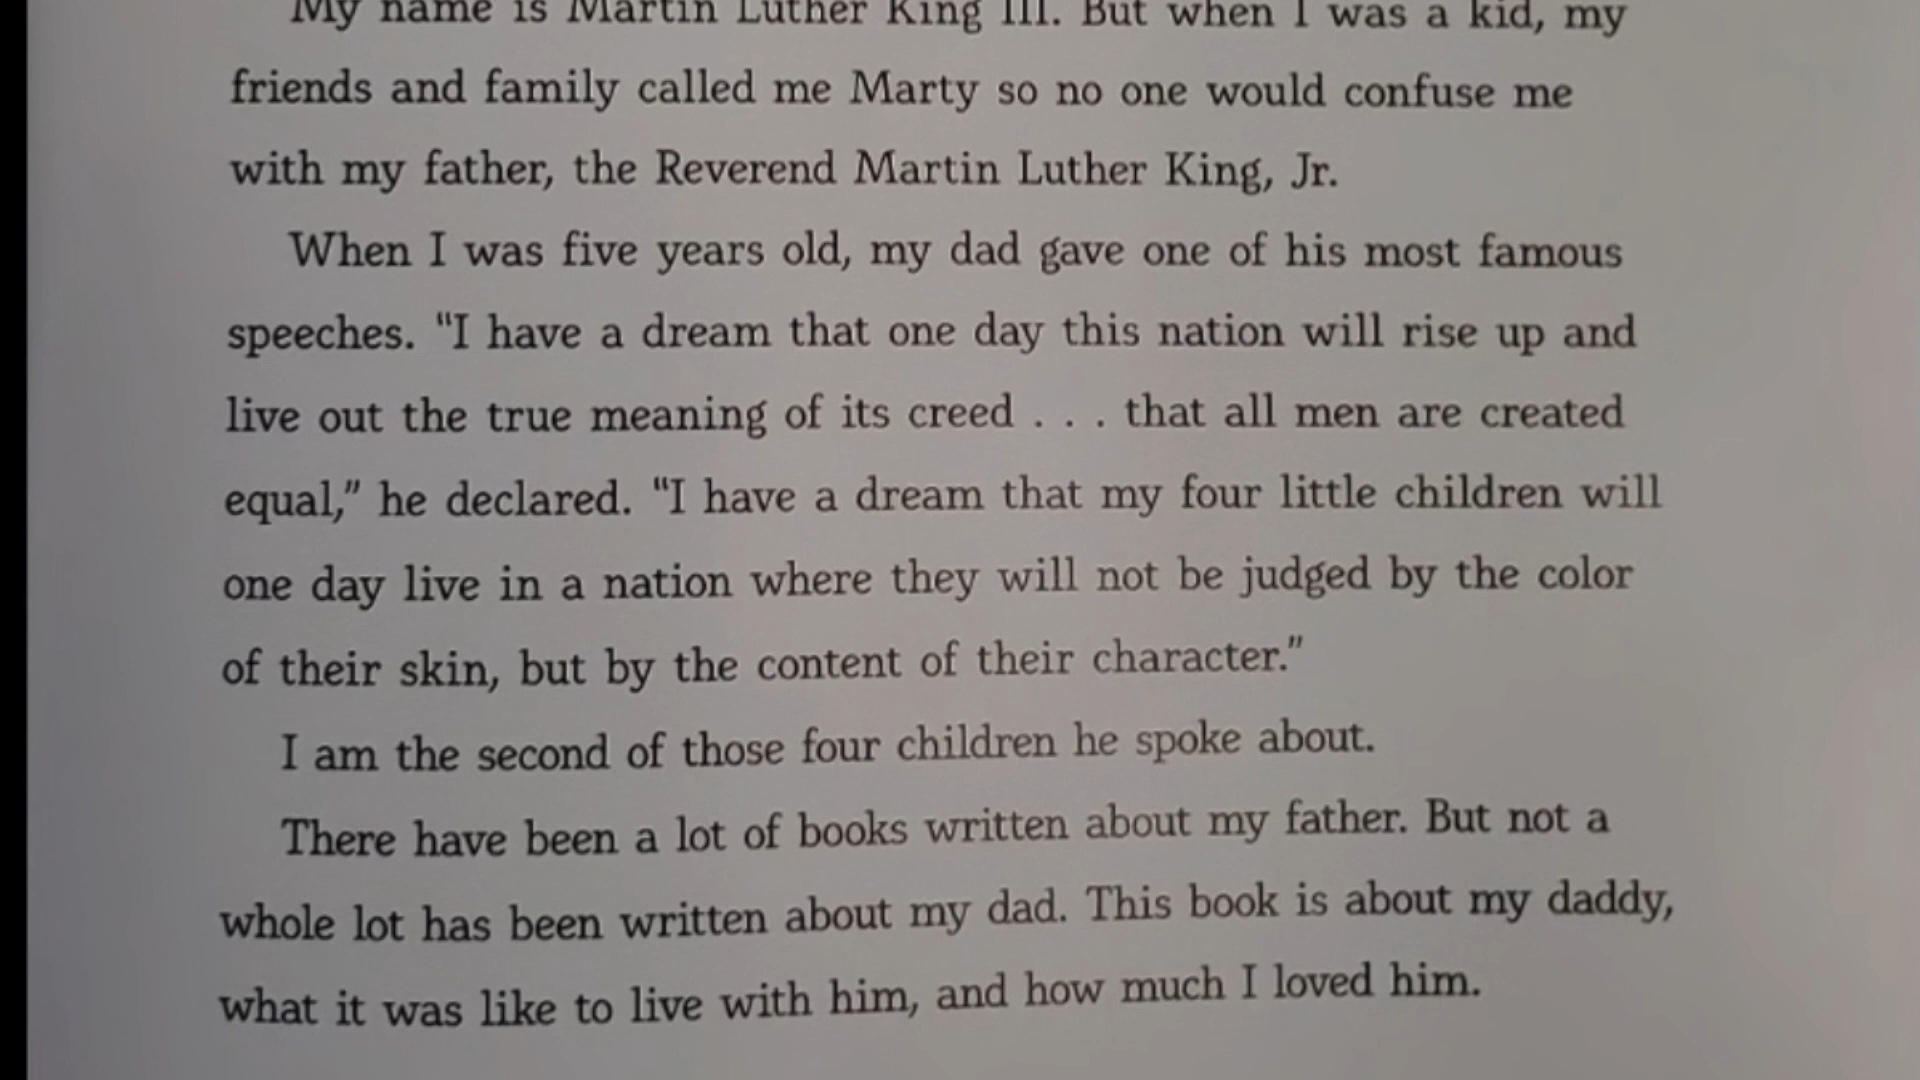 My name is Martin Luther King III. But when I was a kid, my
friends and family called me Marty so no one would confuse me
with my father, the Reverend Martin Luther King, Jr.
When I was five years old, my dad gave one of his most famous
speeches. “I have a dream that one day this nation will rise up and
live out the true meaning of its creed . . . that all men are created
equal,” he declared. “I have a dream that my four little children will
one day live in a nation where they will not be judged by the color
of their skin, but by the content of their character.”
I am the second of those four children he spoke about.
There have been a lot of books written about my father. But not a
whole lot has been written about my dad. This book is about my daddy,
what it was like to live with him, and how much I loved him.